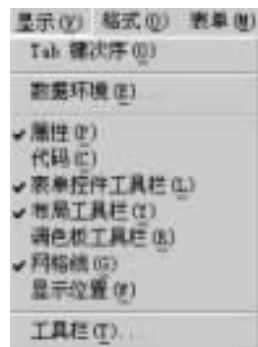 显示(V) 格式(O) 表单(M)
Tab 键次序(O)
数据环境(E)...
✓属性(P)
代码(C)
✓表单控件工具栏(L)
✓布局工具栏(Y)
调色板工具栏(R)
✓网格线(G)
显示位置(W)
工具栏(T)...